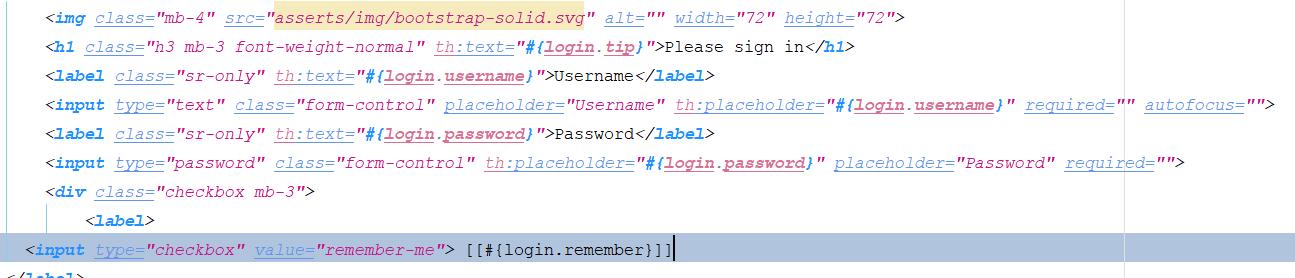 <img class="mb-4" src="asserts/img/bootstrap-solid.svg" alt="" width="72" height="72">
<h1 class="h3 mb-3 font-weight-normal" th:text="#{login.tip}">Please sign in</h1>
<label class="sr-only" th:text="#{login.username}">Username</label>
<input type="text" class="form-control" placeholder="Username" th:placeholder="#{login.username}" required="" autofocus="">
<label class="sr-only" th:text="#{login.password}">Password</label>
<input type="password" class="form-control" th:placeholder="#{login.password}" placeholder="Password" required="">
<div class="checkbox mb-3">
<label>
<input type="checkbox" value="remember-me"> [[#{login.remember}]]
</label>